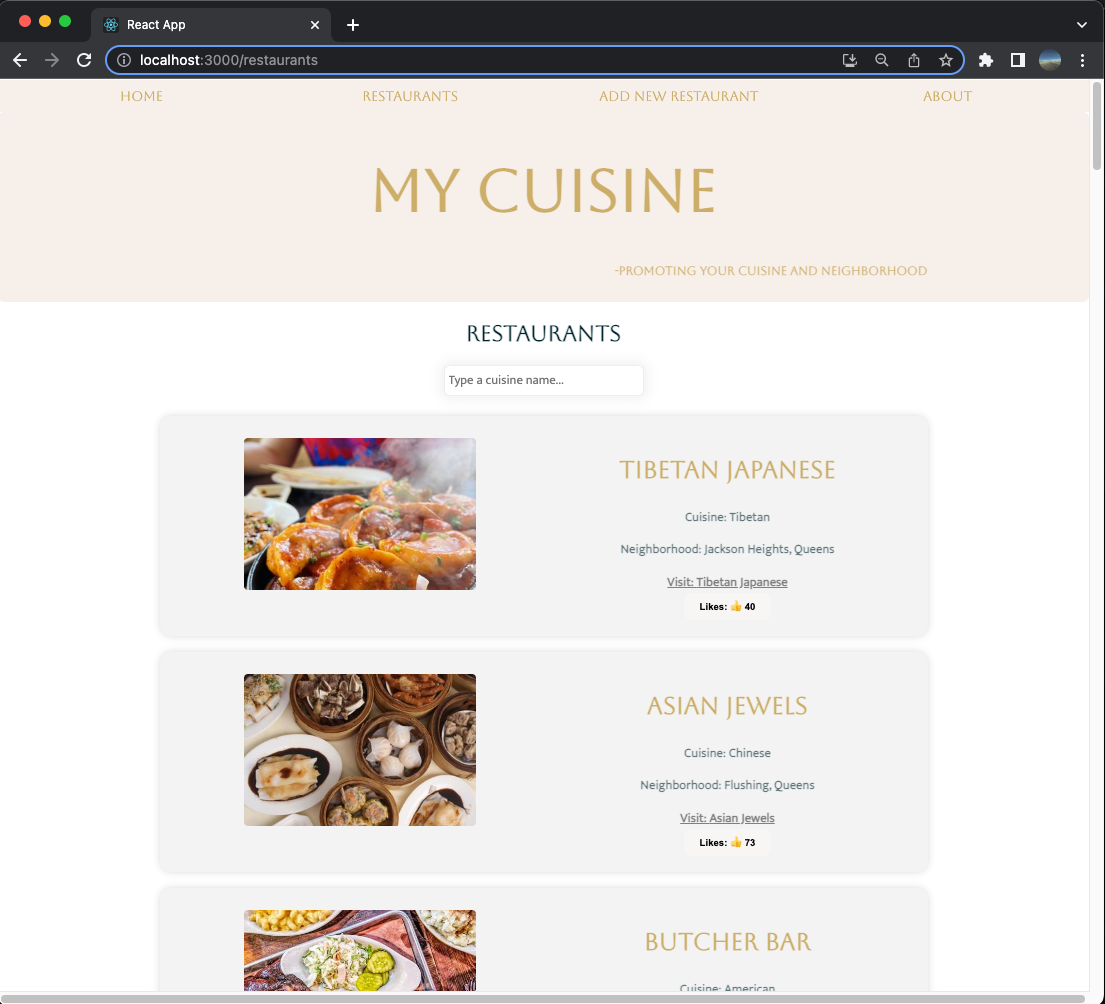 React App
localhost:3000/restaurants
HOME RESTAURANTS ADD NEW RESTAURANT ABOUT
MY CUISINE
-PROMOTING YOUR CUISINE AND NEIGHBORHOOD
RESTAURANTS
Type a cuisine name...
TIBETAN JAPANESE
Cuisine: Tibetan
Neighborhood: Jackson Heights, Queens
Visit: Tibetan Japanese
Likes: 👍 40
ASIAN JEWELS
Cuisine: Chinese
Neighborhood: Flushing, Queens
Visit: Asian Jewels
Likes: 👍 73
BUTCHER BAR
Cuisine: American